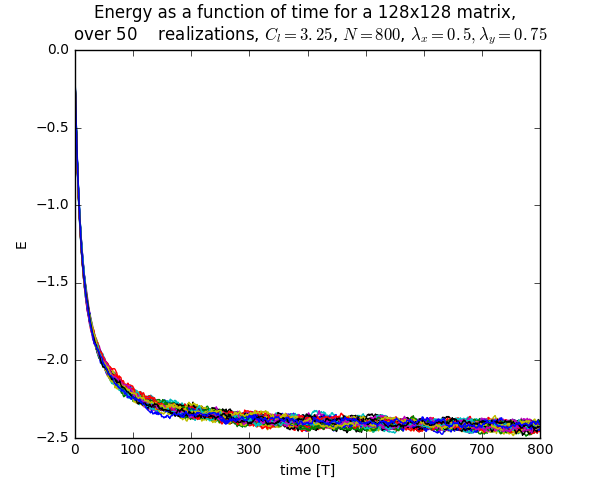 Energy as a function of time for a 128x128 matrix,
over 50    realizations, C_l = 3.25, N = 800, λ_x = 0.5, λ_y = 0.75
0.0
−0.5
−1.0
−1.5
−2.0
−2.5
E
0 100 200 300 400 500 600 700 800
time [T]